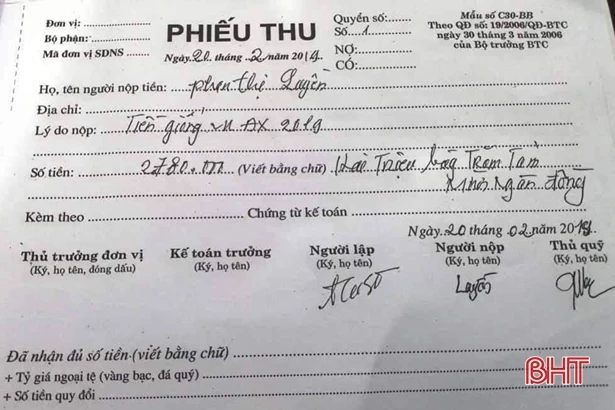 Đơn vị:
Bộ phận:
Mã đơn vị SDNS
PHIẾU THU
Ngày 20 tháng 2 năm 2019
Quyển số:
Số: 1
NỢ:
CÓ:
Mẫu số C30-BB
Theo QĐ số: 19/2006/QĐ-BTC
ngày 30 tháng 3 năm 2006
của Bộ trưởng BTC
Họ, tên người nộp tiền: phan thị Luyến
Địa chỉ:
Lý do nộp: Tiền giống vụ ĐX 2019
Số tiền: 2780.000 (Viết bằng chữ) Hai Triệu bảy Trăm Tám
Mươi Ngàn đồng
Kèm theo Chứng từ kế toán
Ngày 20 tháng 02 năm 2019
Thủ trưởng đơn vị
(Ký, họ tên, đóng dấu)
Kế toán trưởng
(Ký, họ tên)
Người lập
(Ký, họ tên)
Người nộp
(Ký, họ tên)
Thủ quỹ
(Ký, họ tên)
Luyến
Đã nhận đủ số tiền (viết bằng chữ)
+ Tỷ giá ngoại tệ (vàng bạc, đá quý)
+ Số tiền quy đổi
BHT